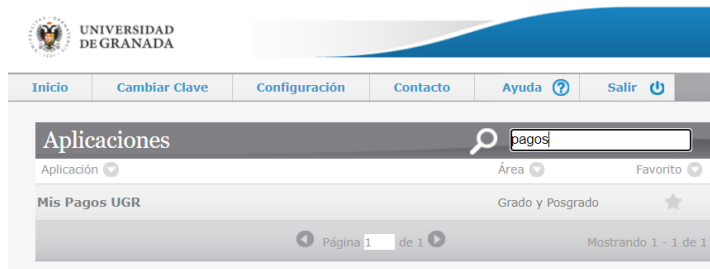 UNIVERSIDAD
DE GRANADA
Inicio Cambiar Clave Configuración Contacto Ayuda ? Salir
Aplicaciones pagos
Aplicación Área Favorito
Mis Pagos UGR Grado y Posgrado
Página 1 de 1 Mostrando 1 - 1 de 1